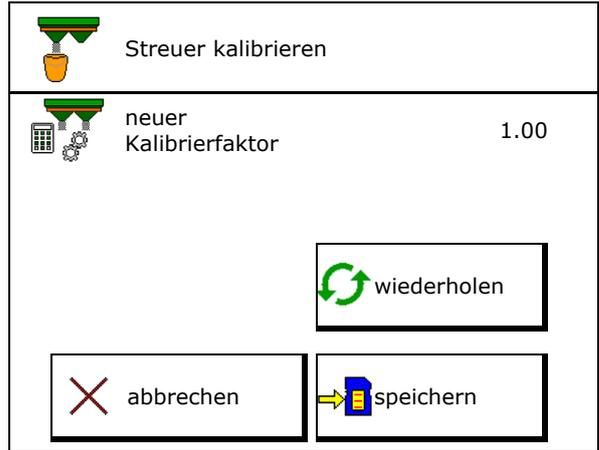 Streuer kalibrieren
neuer
Kalibrierfaktor
1.00
wiederholen
abbrechen
speichern